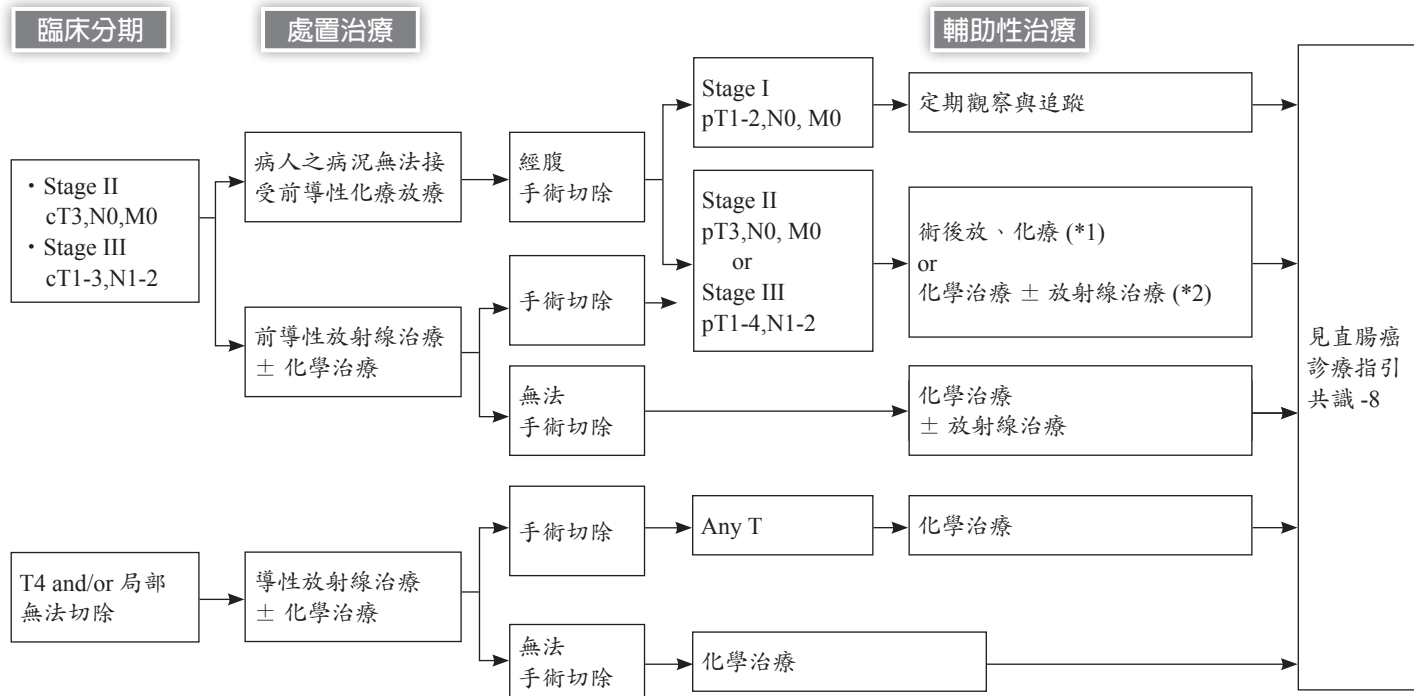 臨床分期
處置治療
輔助性治療
・Stage II
cT3,N0,M0
・Stage III
cT1-3,N1-2
病人之病況無法接
受前導性化療放療
經腹
手術切除
Stage I
pT1-2,N0, M0
定期觀察與追蹤
Stage II
pT3,N0, M0
or
Stage III
pT1-4,N1-2
術後放、化療 (*1)
or
化學治療 ± 放射線治療 (*2)
前導性放射線治療
± 化學治療
手術切除
無法
手術切除
化學治療
± 放射線治療
T4 and/or 局部
無法切除
導性放射線治療
± 化學治療
手術切除
Any T
化學治療
無法
手術切除
化學治療
見直腸癌
診療指引
共識 -8